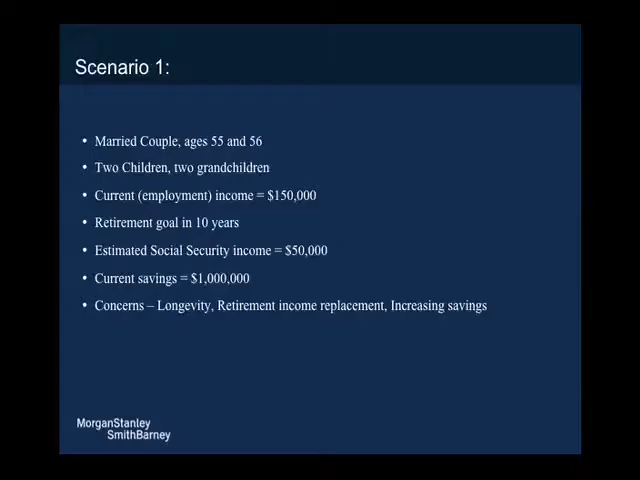 Scenario 1:
• Married Couple, ages 55 and 56
• Two Children, two grandchildren
• Current (employment) income = $150,000
• Retirement goal in 10 years
• Estimated Social Security income = $50,000
• Current savings = $1,000,000
• Concerns – Longevity, Retirement income replacement, Increasing savings
MorganStanley
SmithBarney